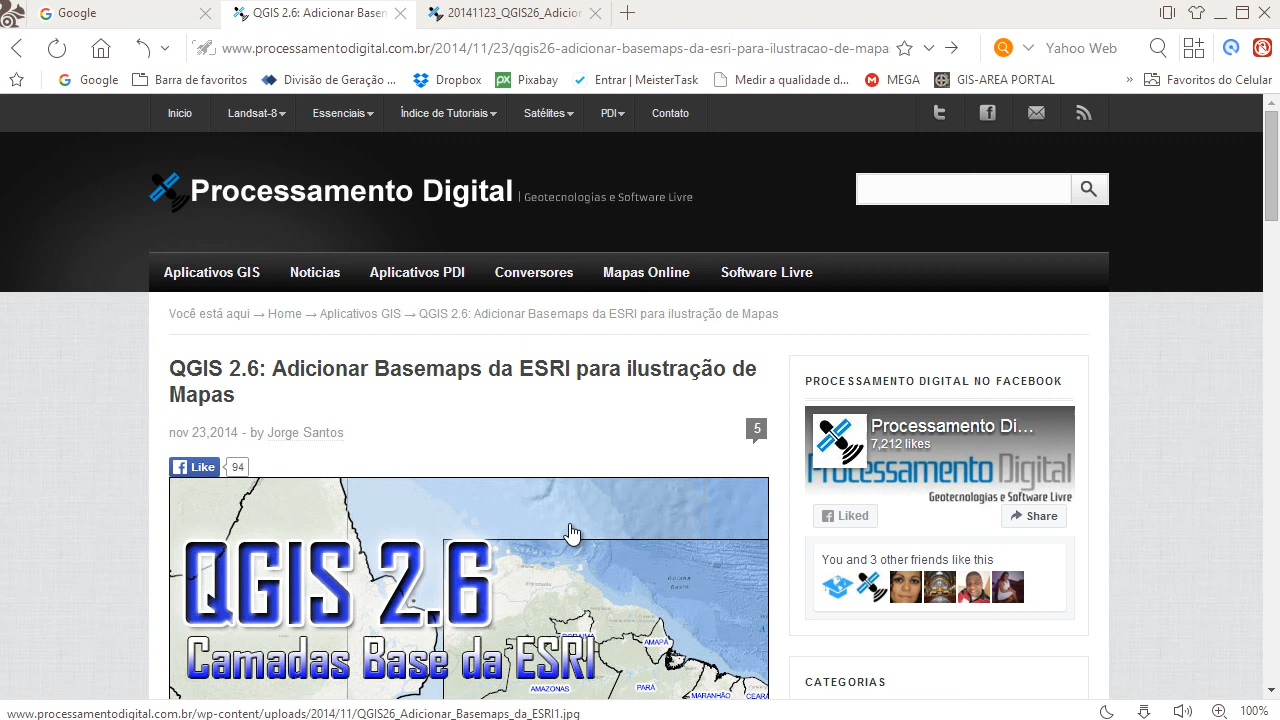 Google
QGIS 2.6: Adicionar Basen
20141123_QGIS26_Adicior
www.processamentodigital.com.br/2014/11/23/qgis26-adicionar-basemaps-da-esri-para-ilustracao-de-mapa
Yahoo Web
Google
Barra de favoritos
Divisão de Geração ...
Dropbox
Pixabay
Entrar | MeisterTask
Medir a qualidade d...
MEGA
GIS-AREA PORTAL
»
Favoritos do Celular
Inicio
Landsat-8
Essenciais
Índice de Tutoriais
Satélites
PDI
Contato
Processamento Digital | Geotecnologias e Software Livre
Aplicativos GIS
Noticias
Aplicativos PDI
Conversores
Mapas Online
Software Livre
Você está aqui → Home → Aplicativos GIS → QGIS 2.6: Adicionar Basemaps da ESRI para ilustração de Mapas
QGIS 2.6: Adicionar Basemaps da ESRI para ilustração de
Mapas
nov 23,2014 - by Jorge Santos
5
Like
94
QGIS 2.6
Camadas Base da ESRI
AMAPÁ
AMAZONAS
PARÁ
MARANHÃO
CEARÁ
PROCESSAMENTO DIGITAL NO FACEBOOK
Processamento Di...
7,212 likes
Processamento Digital
Geotecnologias e Software Livre
Liked
Share
You and 3 other friends like this
CATEGORIAS
www.processamentodigital.com.br/wp-content/uploads/2014/11/QGIS26_Adicionar_Basemaps_da_ESRI1.jpg
100%